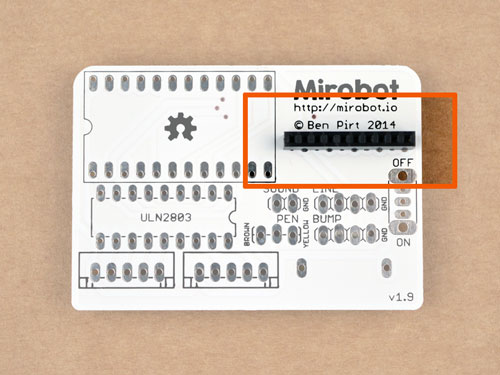 Mirobot
http://mirobot.io
© Ben Pirt 2014
OFF
SOUND LINE
GND
GND
ULN2803
PEN BUMP
BROWN
YELLOW
GND
ON
v1.9